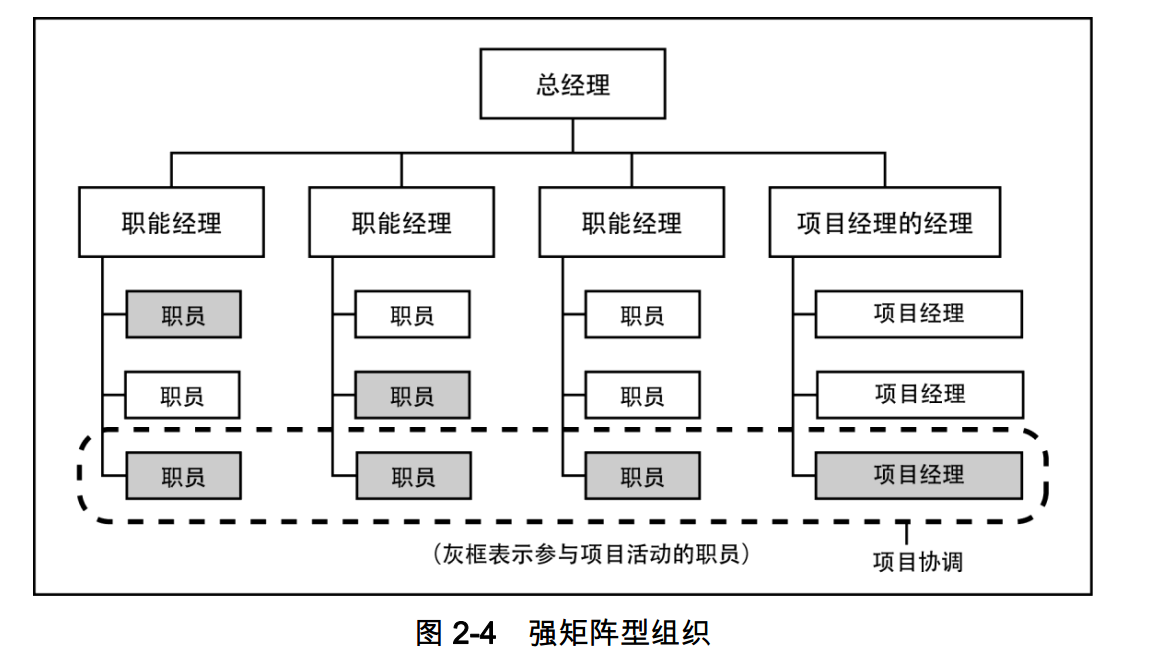 总经理
职能经理 职能经理 职能经理 项目经理的经理
职员 职员 职员 项目经理
职员 职员 职员 项目经理
职员 职员 职员 项目经理
(灰框表示参与项目活动的职员) 项目协调
图 2-4 强矩阵型组织